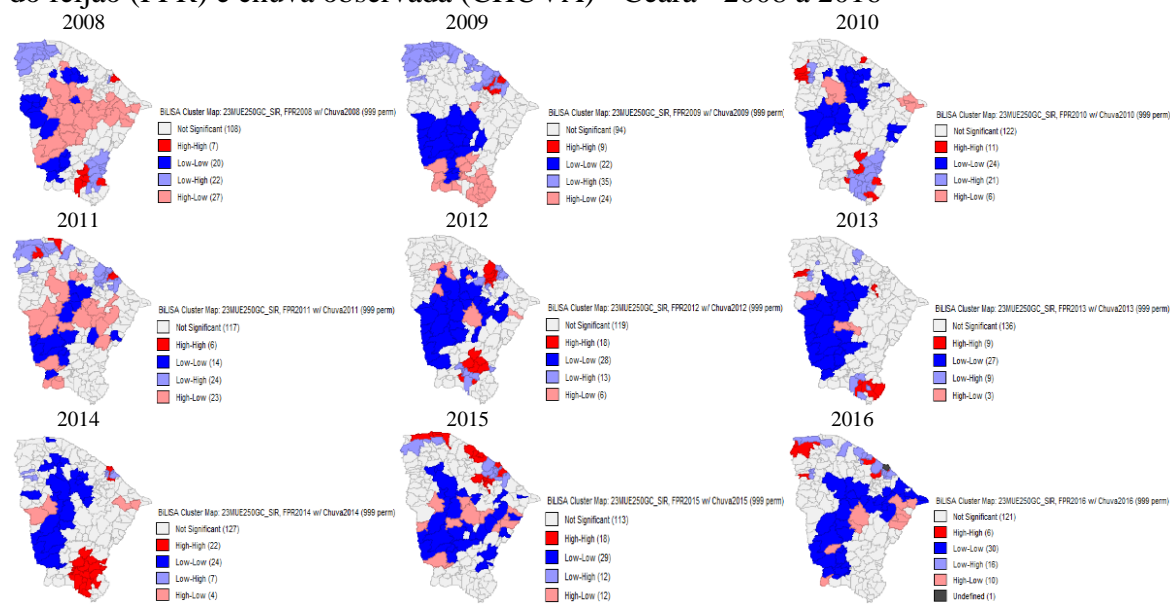 do feijão (FPR) e chuva observada (CHUVA) - Ceará - 2008 a 2016
2008
BiLISA Cluster Map: 23MUE250GC_SIR, FPR2008 w/ Chuva2008 (999 perm)
Not Significant (108)
High-High (7)
Low-Low (20)
Low-High (22)
High-Low (27)
2009
BiLISA Cluster Map: 23MUE250GC_SIR, FPR2009 w/ Chuva2009 (999 perm)
Not Significant (94)
High-High (9)
Low-Low (22)
Low-High (35)
High-Low (24)
2010
BiLISA Cluster Map: 23MUE250GC_SIR, FPR2010 w/ Chuva2010 (999 perm)
Not Significant (122)
High-High (11)
Low-Low (24)
Low-High (21)
High-Low (6)
2011
BiLISA Cluster Map: 23MUE250GC_SIR, FPR2011 w/ Chuva2011 (999 perm)
Not Significant (117)
High-High (6)
Low-Low (14)
Low-High (24)
High-Low (23)
2012
BiLISA Cluster Map: 23MUE250GC_SIR, FPR2012 w/ Chuva2012 (999 perm)
Not Significant (119)
High-High (18)
Low-Low (28)
Low-High (13)
High-Low (6)
2013
BiLISA Cluster Map: 23MUE250GC_SIR, FPR2013 w/ Chuva2013 (999 perm)
Not Significant (136)
High-High (9)
Low-Low (27)
Low-High (9)
High-Low (3)
2014
BiLISA Cluster Map: 23MUE250GC_SIR, FPR2014 w/ Chuva2014 (999 perm)
Not Significant (127)
High-High (22)
Low-Low (24)
Low-High (7)
High-Low (4)
2015
BiLISA Cluster Map: 23MUE250GC_SIR, FPR2015 w/ Chuva2015 (999 perm)
Not Significant (113)
High-High (18)
Low-Low (29)
Low-High (12)
High-Low (12)
2016
BiLISA Cluster Map: 23MUE250GC_SIR, FPR2016 w/ Chuva2016 (999 perm)
Not Significant (121)
High-High (6)
Low-Low (30)
Low-High (16)
High-Low (10)
Undefined (1)